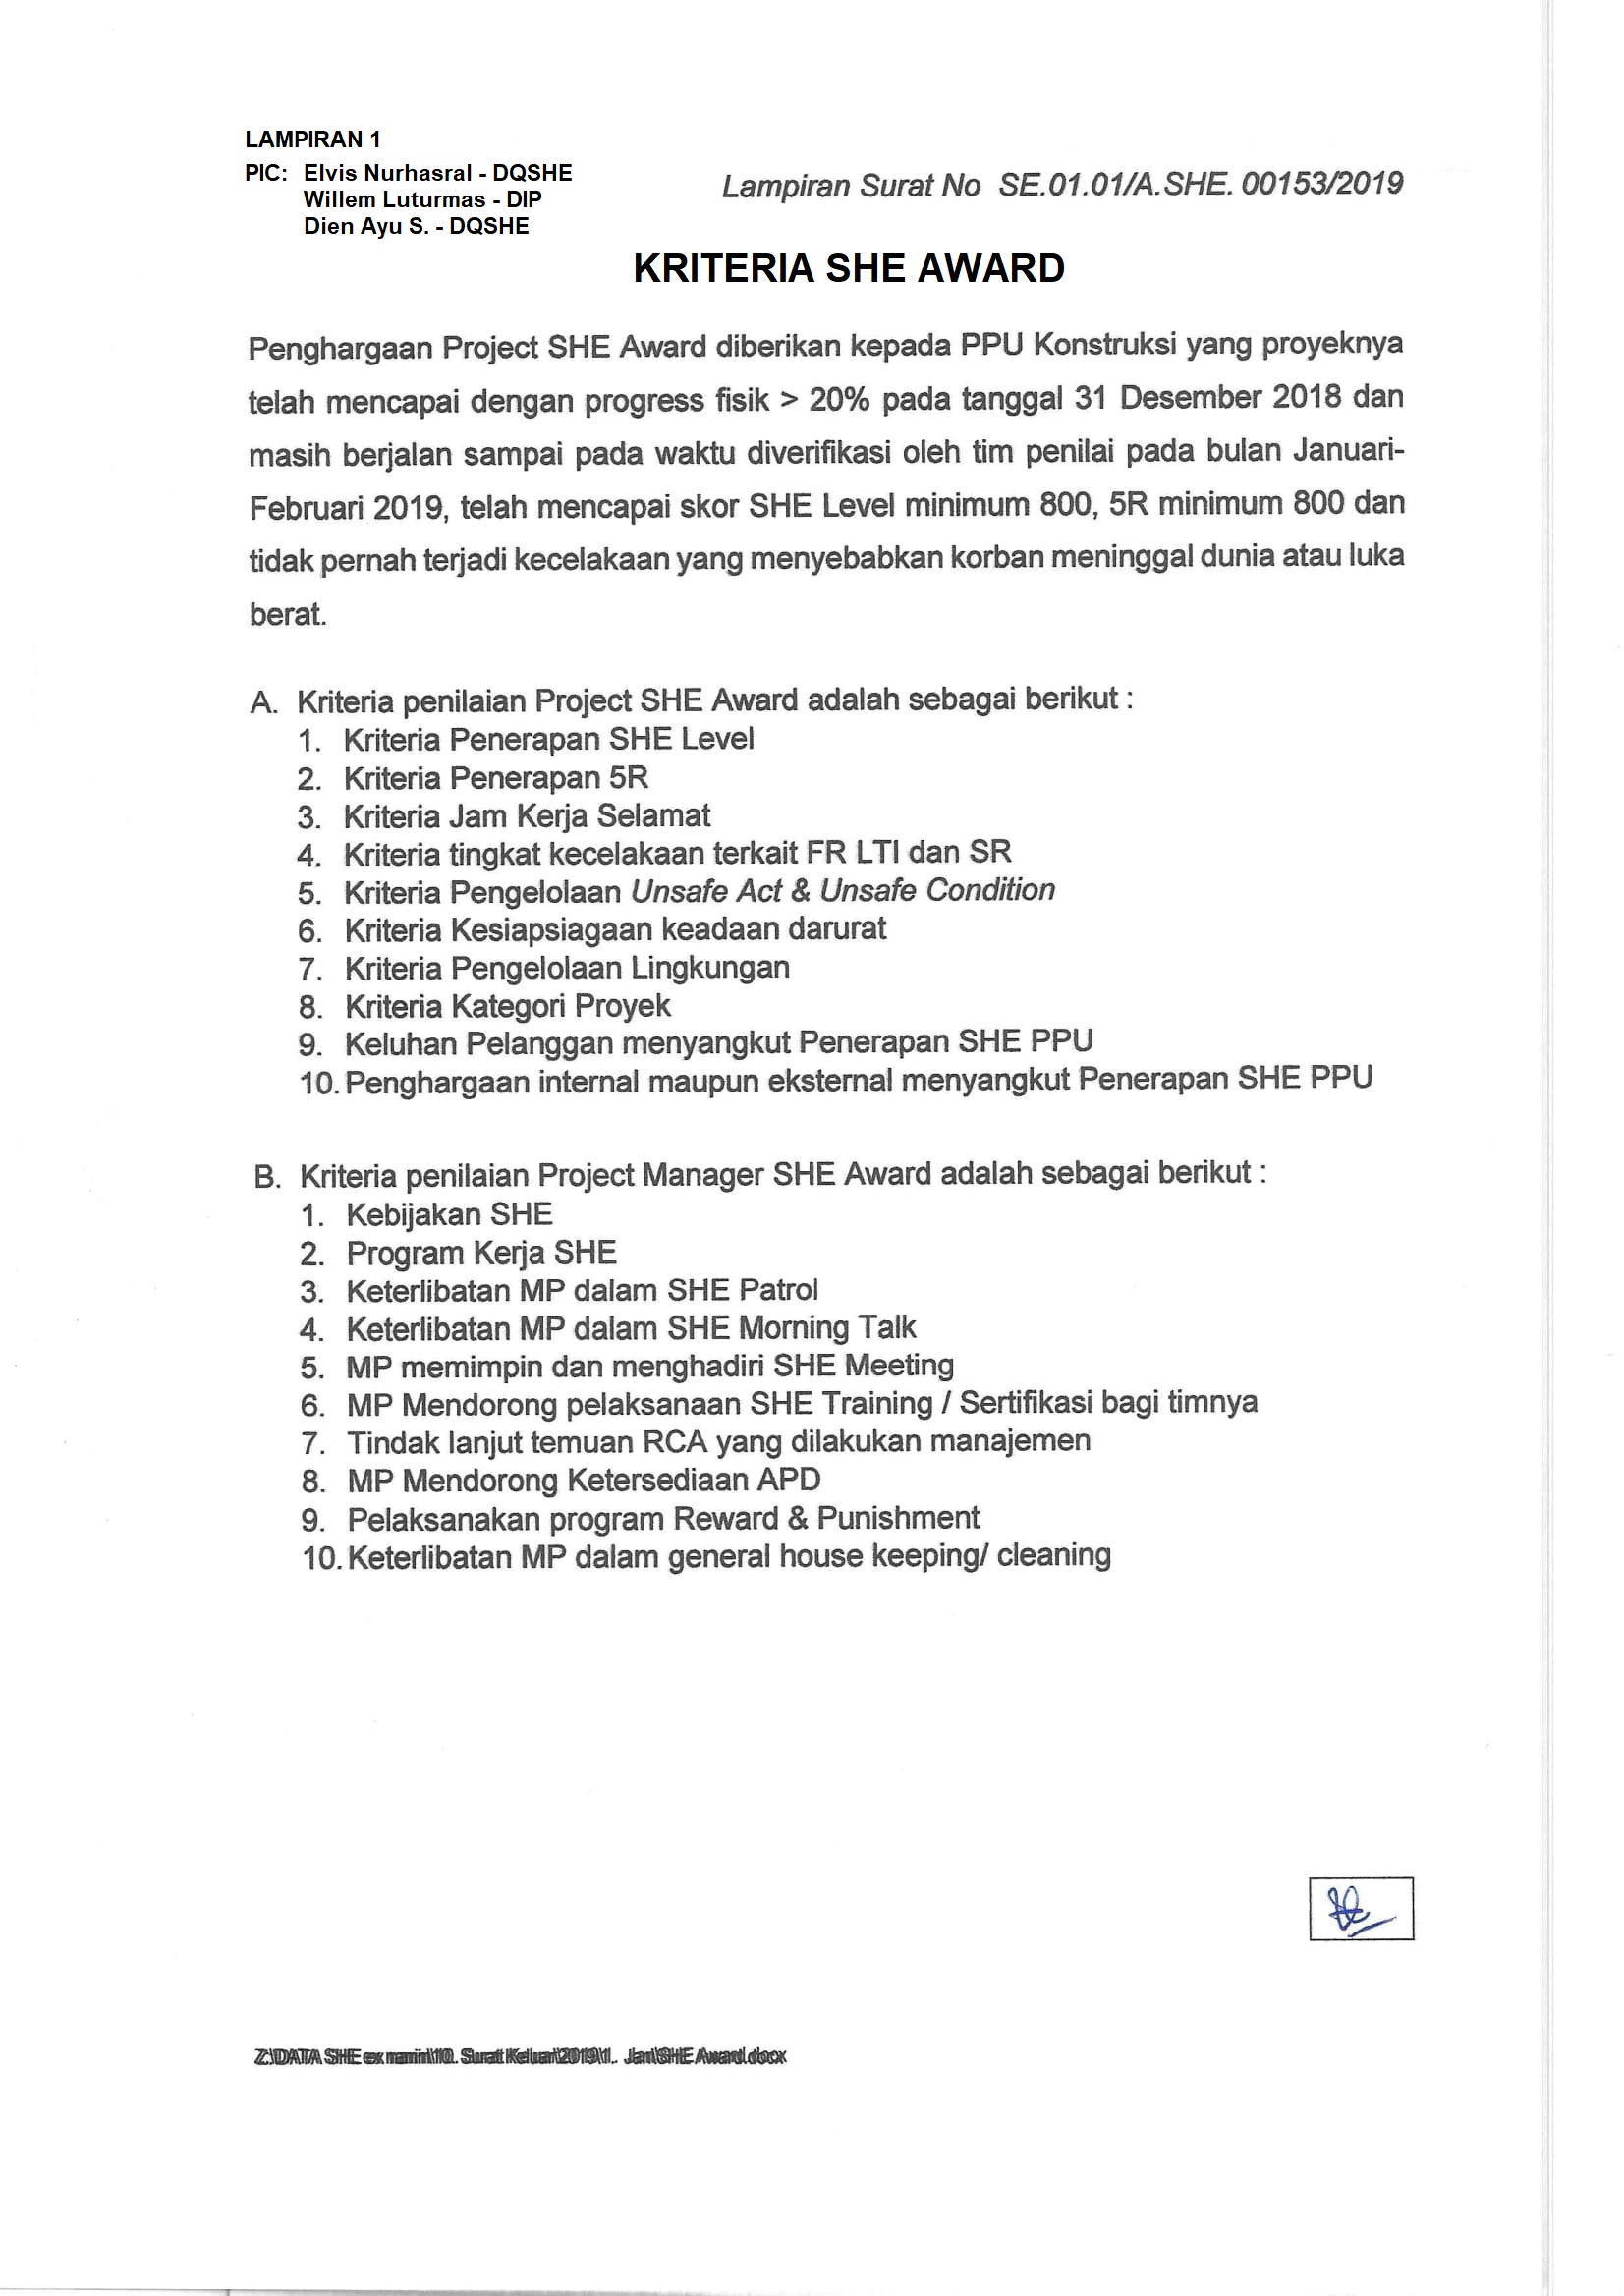 LAMPIRAN 1
PIC: Elvis Nurhasral - DQSHE
Willem Luturmas - DIP
Dien Ayu S. - DQSHE
Lampiran Surat No SE.01.01/A.SHE. 00153/2019
KRITERIA SHE AWARD
Penghargaan Project SHE Award diberikan kepada PPU Konstruksi yang proyeknya
telah mencapai dengan progress fisik > 20% pada tanggal 31 Desember 2018 dan
masih berjalan sampai pada waktu diverifikasi oleh tim penilai pada bulan Januari-
Februari 2019, telah mencapai skor SHE Level minimum 800, 5R minimum 800 dan
tidak pernah terjadi kecelakaan yang menyebabkan korban meninggal dunia atau luka
berat.
A. Kriteria penilaian Project SHE Award adalah sebagai berikut :
1. Kriteria Penerapan SHE Level
2. Kriteria Penerapan 5R
3. Kriteria Jam Kerja Selamat
4. Kriteria tingkat kecelakaan terkait FR LTI dan SR
5. Kriteria Pengelolaan Unsafe Act & Unsafe Condition
6. Kriteria Kesiapsiagaan keadaan darurat
7. Kriteria Pengelolaan Lingkungan
8. Kriteria Kategori Proyek
9. Keluhan Pelanggan menyangkut Penerapan SHE PPU
10. Penghargaan internal maupun eksternal menyangkut Penerapan SHE PPU
B. Kriteria penilaian Project Manager SHE Award adalah sebagai berikut :
1. Kebijakan SHE
2. Program Kerja SHE
3. Keterlibatan MP dalam SHE Patrol
4. Keterlibatan MP dalam SHE Morning Talk
5. MP memimpin dan menghadiri SHE Meeting
6. MP Mendorong pelaksanaan SHE Training / Sertifikasi bagi timnya
7. Tindak lanjut temuan RCA yang dilakukan manajemen
8. MP Mendorong Ketersediaan APD
9. Pelaksanakan program Reward & Punishment
10. Keterlibatan MP dalam general house keeping/ cleaning
Z:\DATA SHE ex \10. Surat Keluar\2019\1. Jan\SHE Award.docx